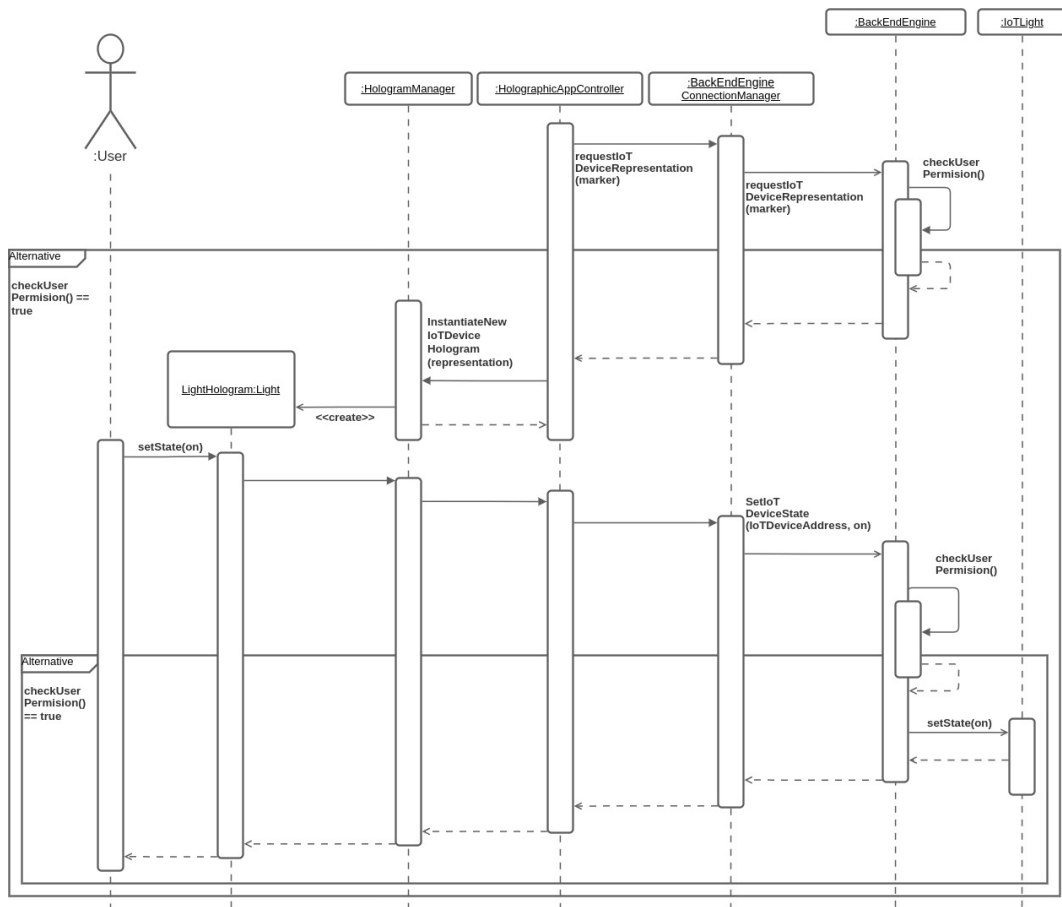 :BackEndEngine
:IoTLight
:HologramManager
:HolographicAppController
:BackEndEngine
ConnectionManager
:User
requestIoT
DeviceRepresentation
(marker)
requestIoT
DeviceRepresentation
(marker)
checkUser
Permision()
Alternative
checkUser
Permision() ==
true
InstantiateNew
IoTDevice
Hologram
(representation)
LightHologram:Light
<<create>>
setState(on)
SetIoT
DeviceState
(IoTDeviceAddress, on)
checkUser
Permision()
Alternative
checkUser
Permision()
== true
setState(on)